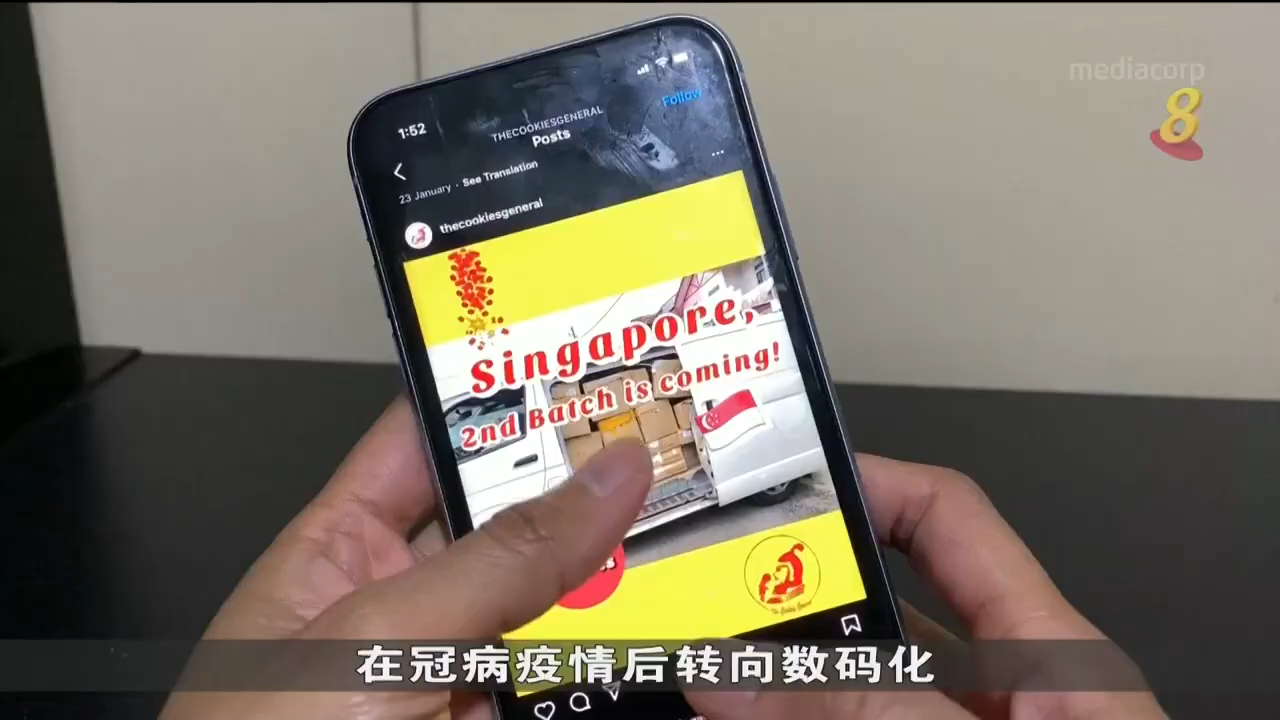 mediacorp
8
1:52
Follow
THECOOKIESGENERAL
Posts
23 January · See Translation
thecookiesgeneral
Singapore,
2nd Batch is coming!
在冠病疫情后转向数码化